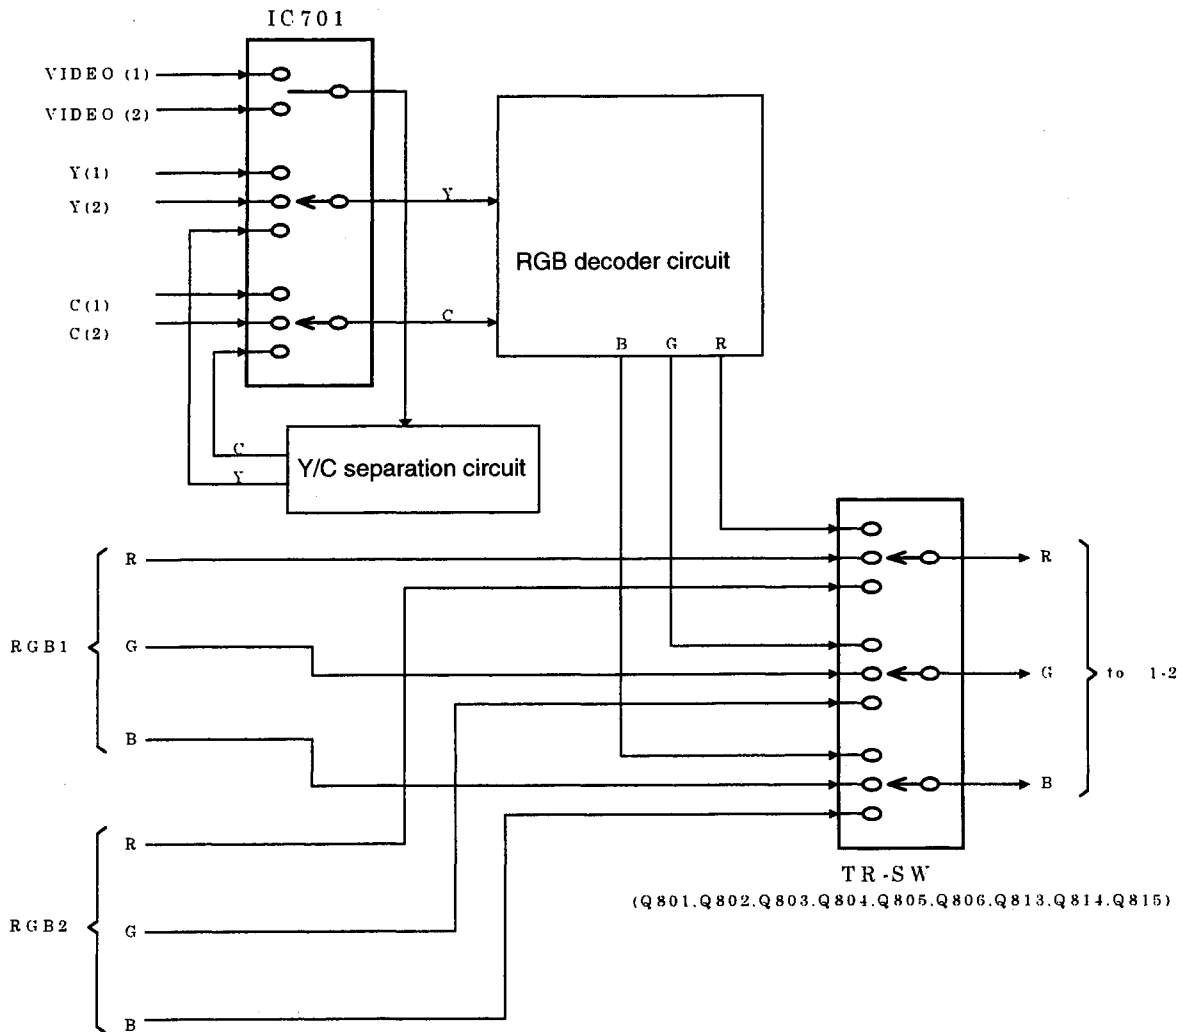 IC701
VIDEO (1)
VIDEO (2)
Y(1)
Y(2)
Y
RGB decoder circuit
C(1)
C(2)
C
B G R
C
Y
Y/C separation circuit
R
R
RGB1
G
G
to 1-2
B
B
R
TR-SW
(Q801.Q802.Q803.Q804.Q805.Q806.Q813.Q814.Q815)
RGB2
G
B